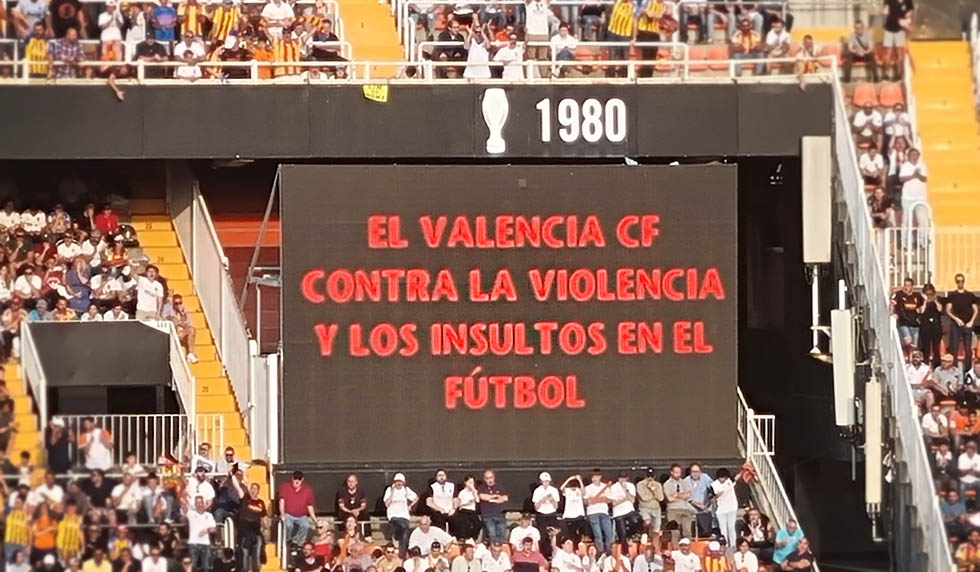 1980
EL VALENCIA CF
CONTRA LA VIOLENCIA
Y LOS INSULTOS EN EL
FÚTBOL